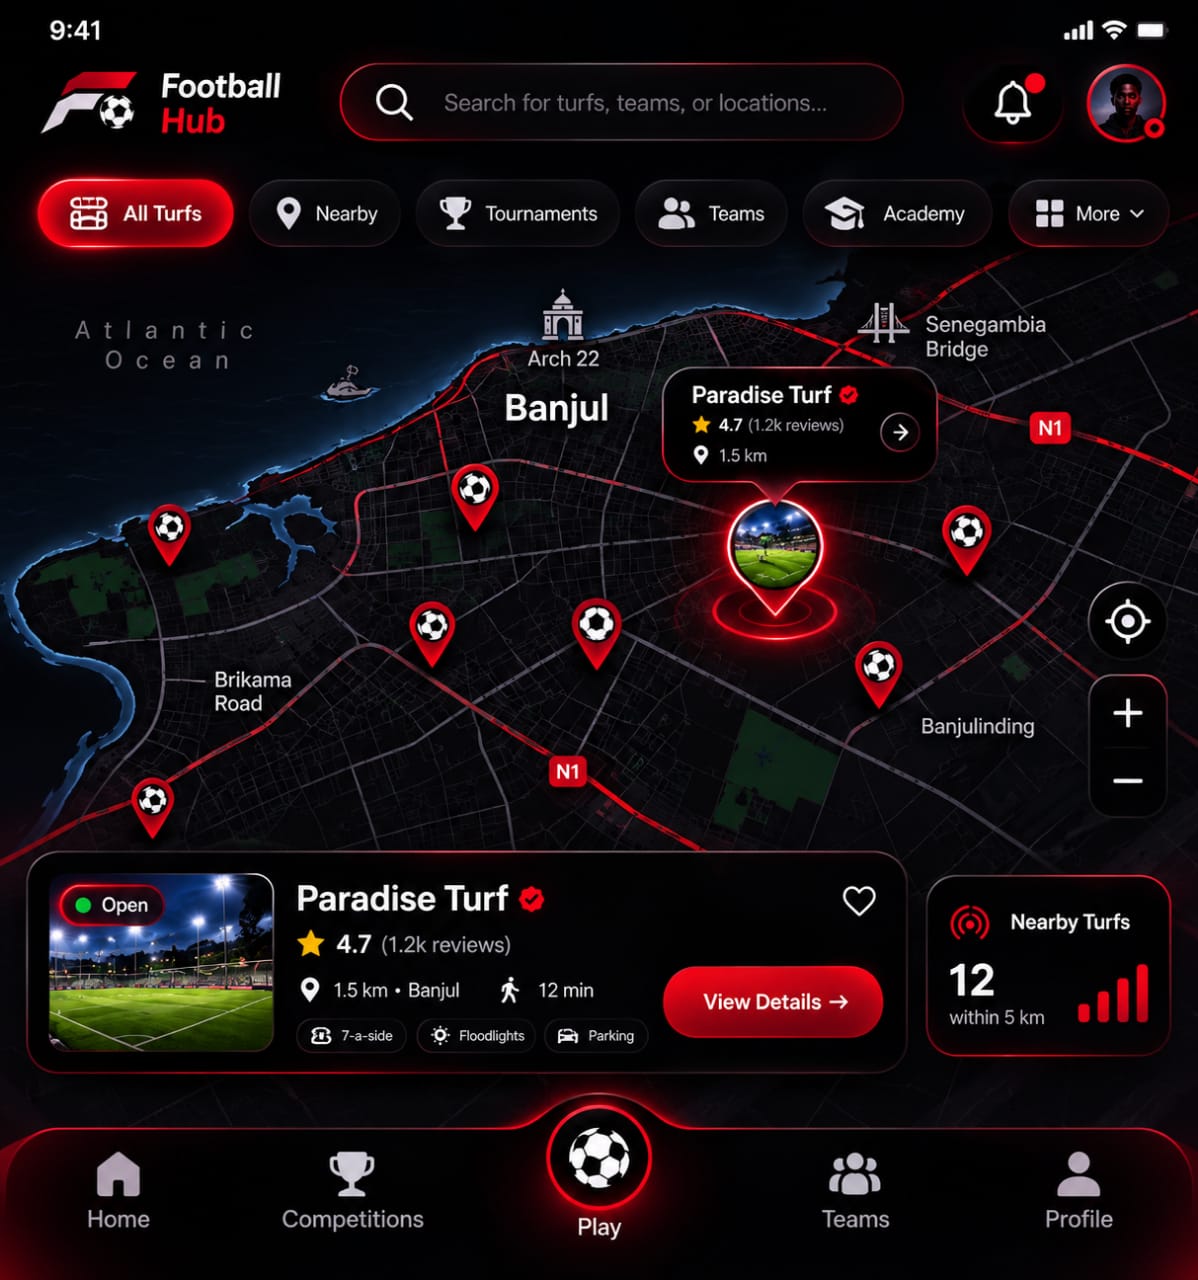 9:41
Football
Hub
Search for turfs, teams, or locations...
All Turfs
Nearby
Tournaments
Teams
Academy
More
Atlantic
Ocean
Arch 22
Senegambia
Bridge
Banjul
Paradise Turf
4.7 (1.2k reviews)
1.5 km
N1
Brikama
Road
Banjulinding
N1
Open
Paradise Turf
4.7 (1.2k reviews)
1.5 km • Banjul
12 min
7-a-side
Floodlights
Parking
View Details →
Nearby Turfs
12
within 5 km
Home
Competitions
Play
Teams
Profile